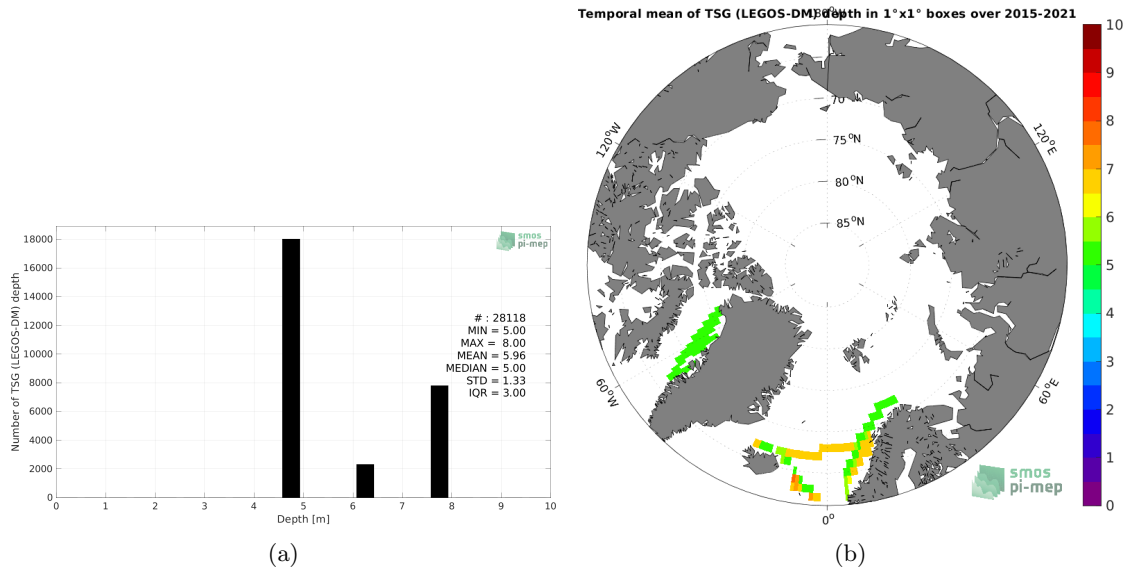 Temporal mean of TSG (LEGOS-DM) depth in 1°x1° boxes over 2015-2021
18000
16000
14000
12000
10000
8000
6000
4000
2000
0
Number of TSG (LEGOS-DM) depth
0 1 2 3 4 5 6 7 8 9 10
Depth [m]
smos
pi-mep
# : 28118
MIN = 5.00
MAX = 8.00
MEAN = 5.96
MEDIAN = 5.00
STD = 1.33
IQR = 3.00
(a)
120°W
120°E
60°W
60°E
0°
75°N
80°N
85°N
10
9
8
7
6
5
4
3
2
1
0
smos
pi-mep
(b)